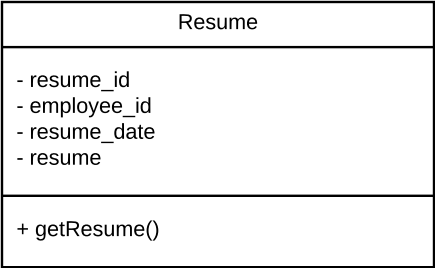 Resume
- resume_id
- employee_id
- resume_date
- resume
+ getResume()